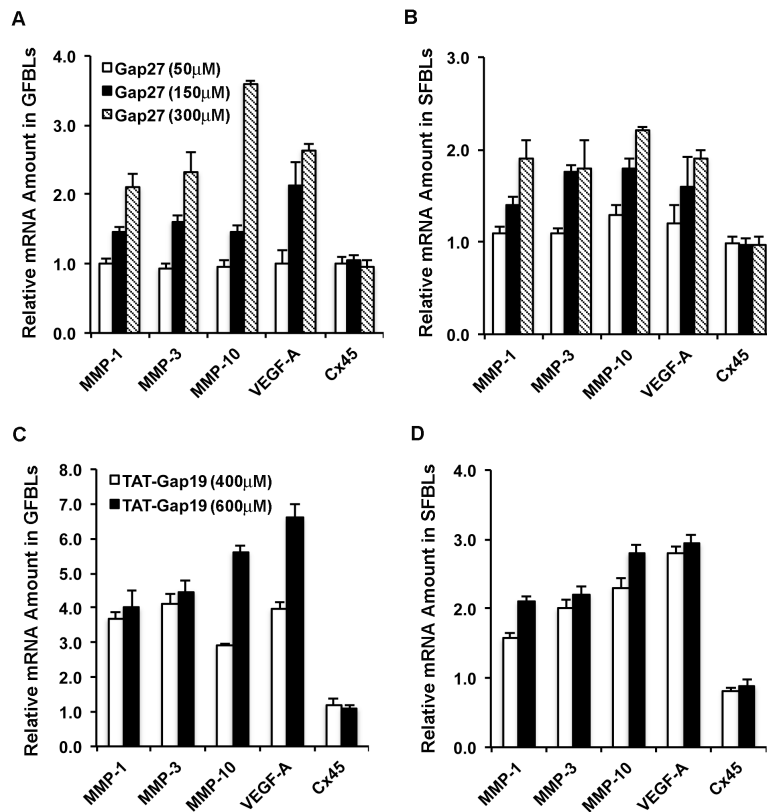 A
Relative mRNA Amount in GFBLs
4.0
3.0
2.0
1.0
0.0
Gap27 (50μM)
Gap27 (150μM)
Gap27 (300μM)
MMP-1
MMP-3
MMP-10
VEGF-A
Cx45
B
Relative mRNA Amount in SFBLs
3.0
2.0
1.0
0.0
MMP-1
MMP-3
MMP-10
VEGF-A
Cx45
C
Relative mRNA Amount in GFBLs
8.0
7.0
6.0
5.0
4.0
3.0
2.0
1.0
0.0
TAT-Gap19 (400μM)
TAT-Gap19 (600μM)
MMP-1
MMP-3
MMP-10
VEGF-A
Cx45
D
Relative mRNA Amount in SFBLs
4.0
3.0
2.0
1.0
0.0
MMP-1
MMP-3
MMP-10
VEGF-A
Cx45